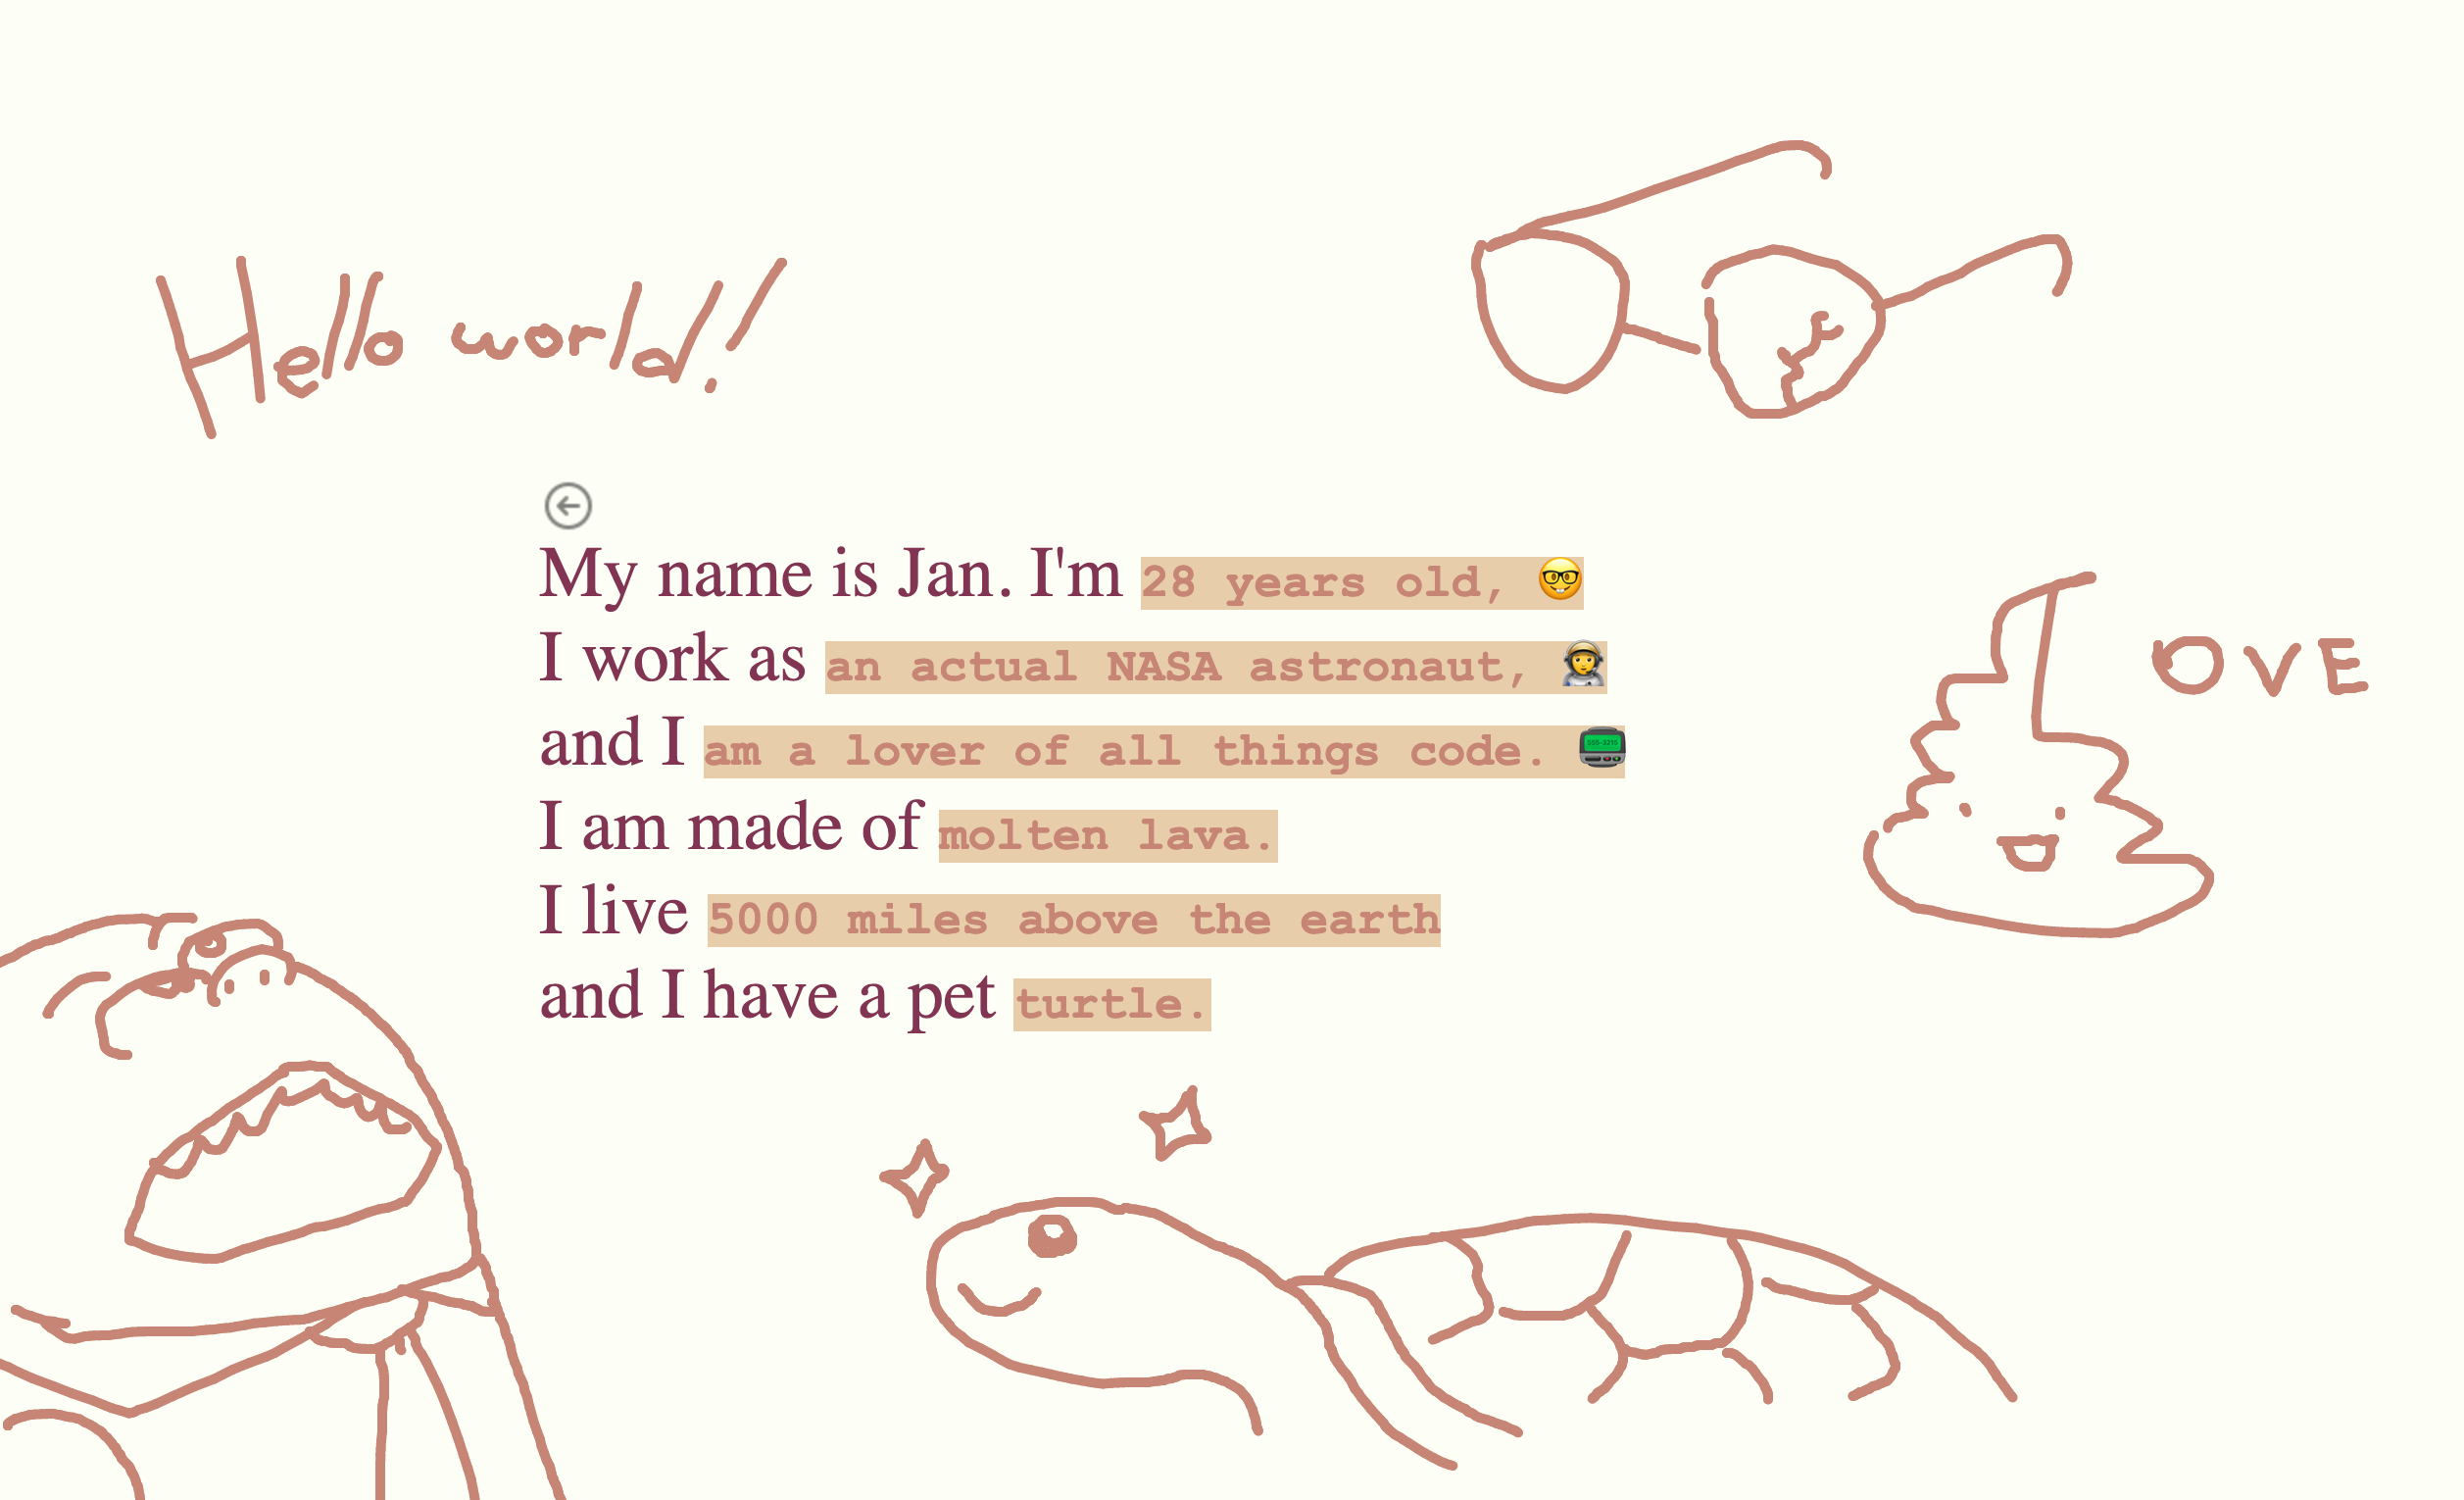 Hello world!!
My name is Jan. I'm 28 years old, 🤓
I work as an actual NASA astronaut, 🧑‍🚀
and I am a lover of all things code. 📟
I am made of molten lava.
I live 5000 miles above the earth
and I have a pet turtle.
OVE